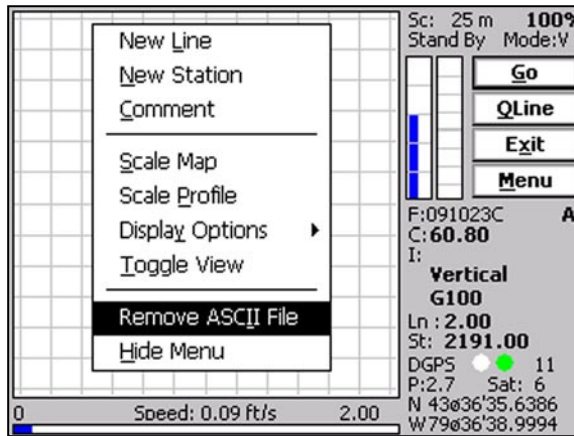 New Line
New Station
Comment
Scale Map
Scale Profile
Display Options
Toggle View
Remove ASCII File
Hide Menu
0 Speed: 0.09 ft/s 2.00
Sc: 25 m 100%
Stand By Mode:V
Go
QLine
Exit
Menu
F:091023C A
C:60.80
I:
Vertical
G100
Ln : 2.00
St: 2191.00
DGPS 11
P:2.7 Sat: 6
N 43ø36'35.6386
W79ø36'38.9994